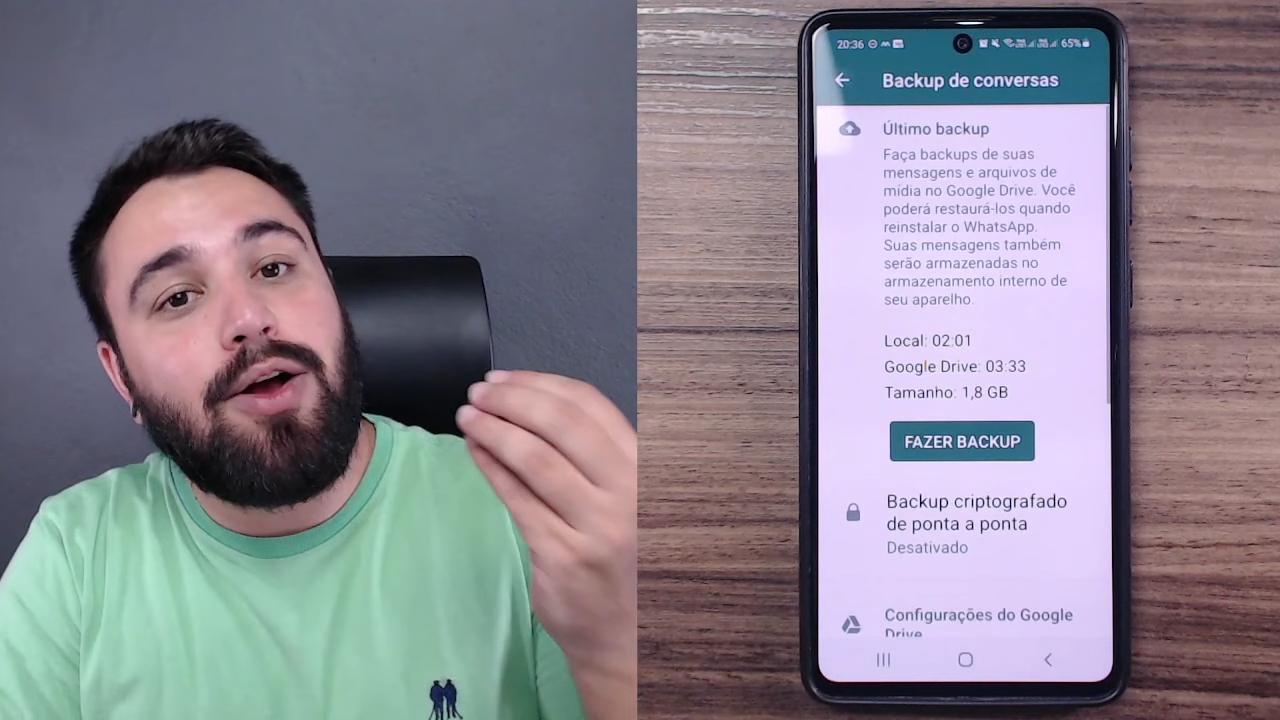 20:36
65%
Backup de conversas
Último backup
Faça backups de suas
mensagens e arquivos de
mídia no Google Drive. Você
poderá restaurá-los quando
reinstalar o WhatsApp.
Suas mensagens também
serão armazenadas no
armazenamento interno de
seu aparelho.
Local: 02:01
Google Drive: 03:33
Tamanho: 1,8 GB
FAZER BACKUP
Backup criptografado
de ponta a ponta
Desativado
Configurações do Google
Drive